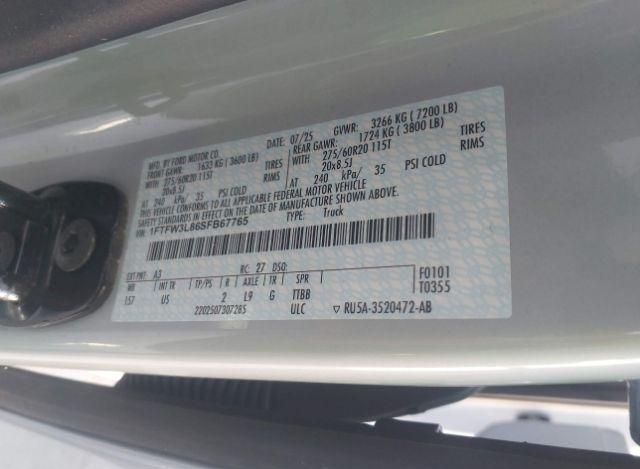 MFD. BY FORD MOTOR CO. DATE: 07/25 GVWR: 3266 KG ( 7200 LB)
FRONT GAWR: 1633 KG ( 3600 LB) REAR GAWR: 1724 KG ( 3800 LB)
WITH 275/60R20 115T TIRES WITH 275/60R20 115T TIRES
20x8.5J RIMS 20x8.5J RIMS
AT 240 kPa/ 35 PSI COLD AT 240 kPa/ 35 PSI COLD
THIS VEHICLE CONFORMS TO ALL APPLICABLE FEDERAL MOTOR VEHICLE
SAFETY STANDARDS IN EFFECT ON THE DATE OF MANUFACTURE SHOWN ABOVE.
VIN: 1FTFW3L86SFB67765 TYPE: Truck
EXT PNT: A3 RC: 27 DSO: F0101
WB INT TR TP/PS R AXLE TR SPR T0355
157 US 2 L9 G TTBB
2202507307285 ULC ▽ RU5A-3520472-AB